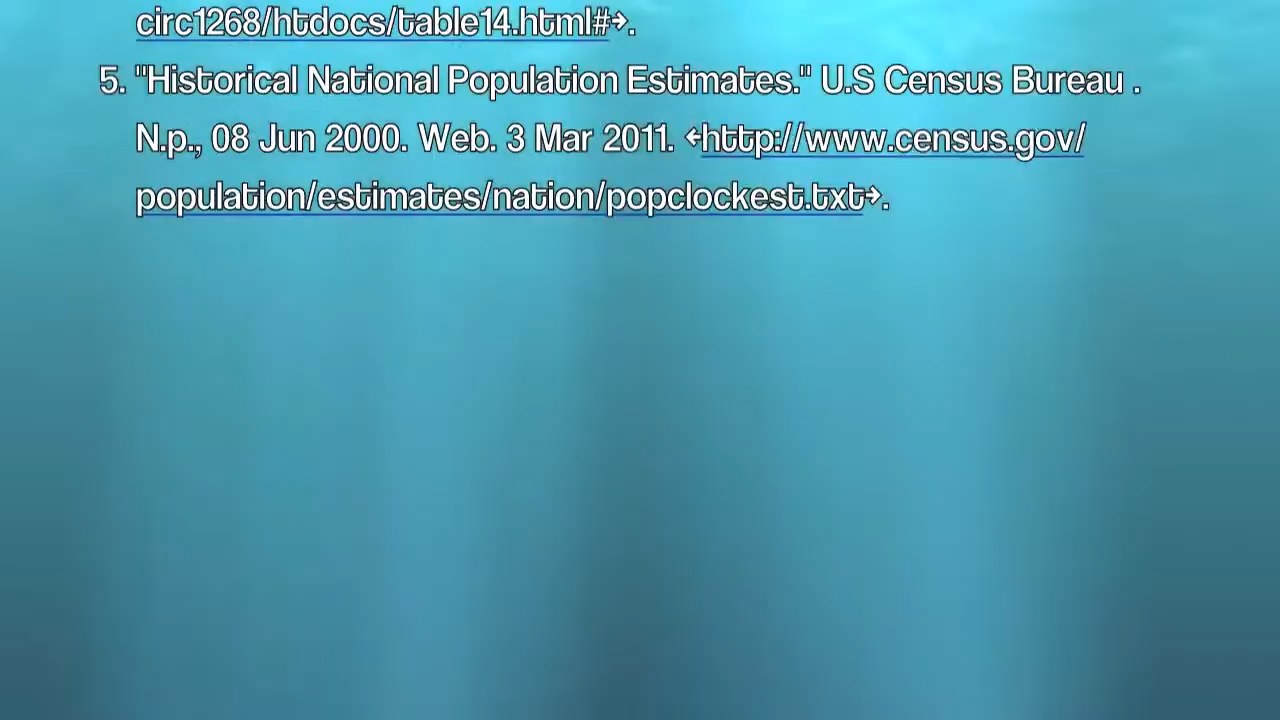 circ1268/htdocs/table14.html#→.
5. "Historical National Population Estimates." U.S Census Bureau .
N.p., 08 Jun 2000. Web. 3 Mar 2011. ←http://www.census.gov/
population/estimates/nation/popclockest.txt→.